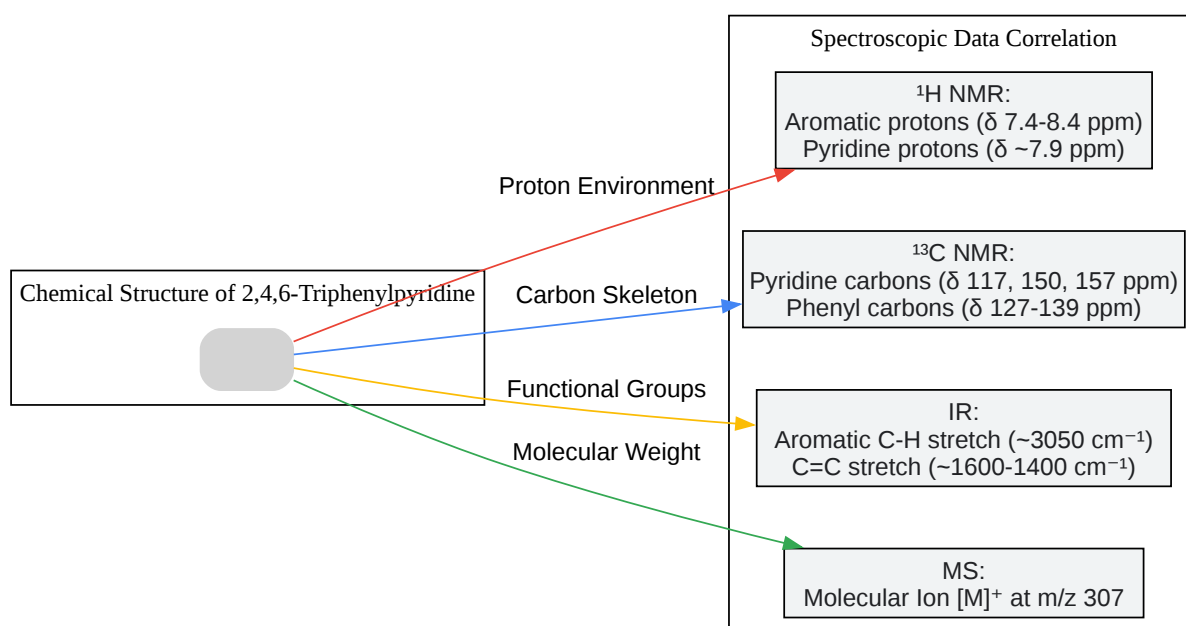 Spectroscopic Data Correlation
¹H NMR:
Aromatic protons (δ 7.4-8.4 ppm)
Pyridine protons (δ ~7.9 ppm)
Proton Environment
¹³C NMR:
Pyridine carbons (δ 117, 150, 157 ppm)
Phenyl carbons (δ 127-139 ppm)
Chemical Structure of 2,4,6-Triphenylpyridine
Carbon Skeleton
Functional Groups
IR:
Aromatic C-H stretch (~3050 cm⁻¹)
C=C stretch (~1600-1400 cm⁻¹)
Molecular Weight
MS:
Molecular Ion [M]⁺ at m/z 307